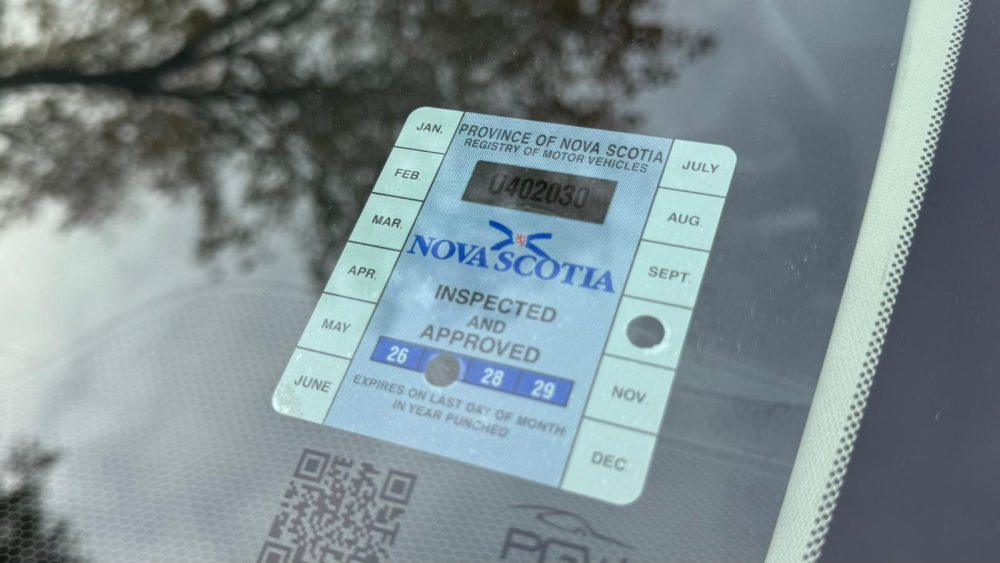 PROVINCE OF NOVA SCOTIA
REGISTRY OF MOTOR VEHICLES
U402030
NOVA SCOTIA
INSPECTED
AND
APPROVED
26 28 29
EXPIRES ON LAST DAY OF MONTH
IN YEAR PUNCHED
JAN.
FEB.
MAR.
APR.
MAY
JUNE
JULY
AUG.
SEPT.
NOV.
DEC.